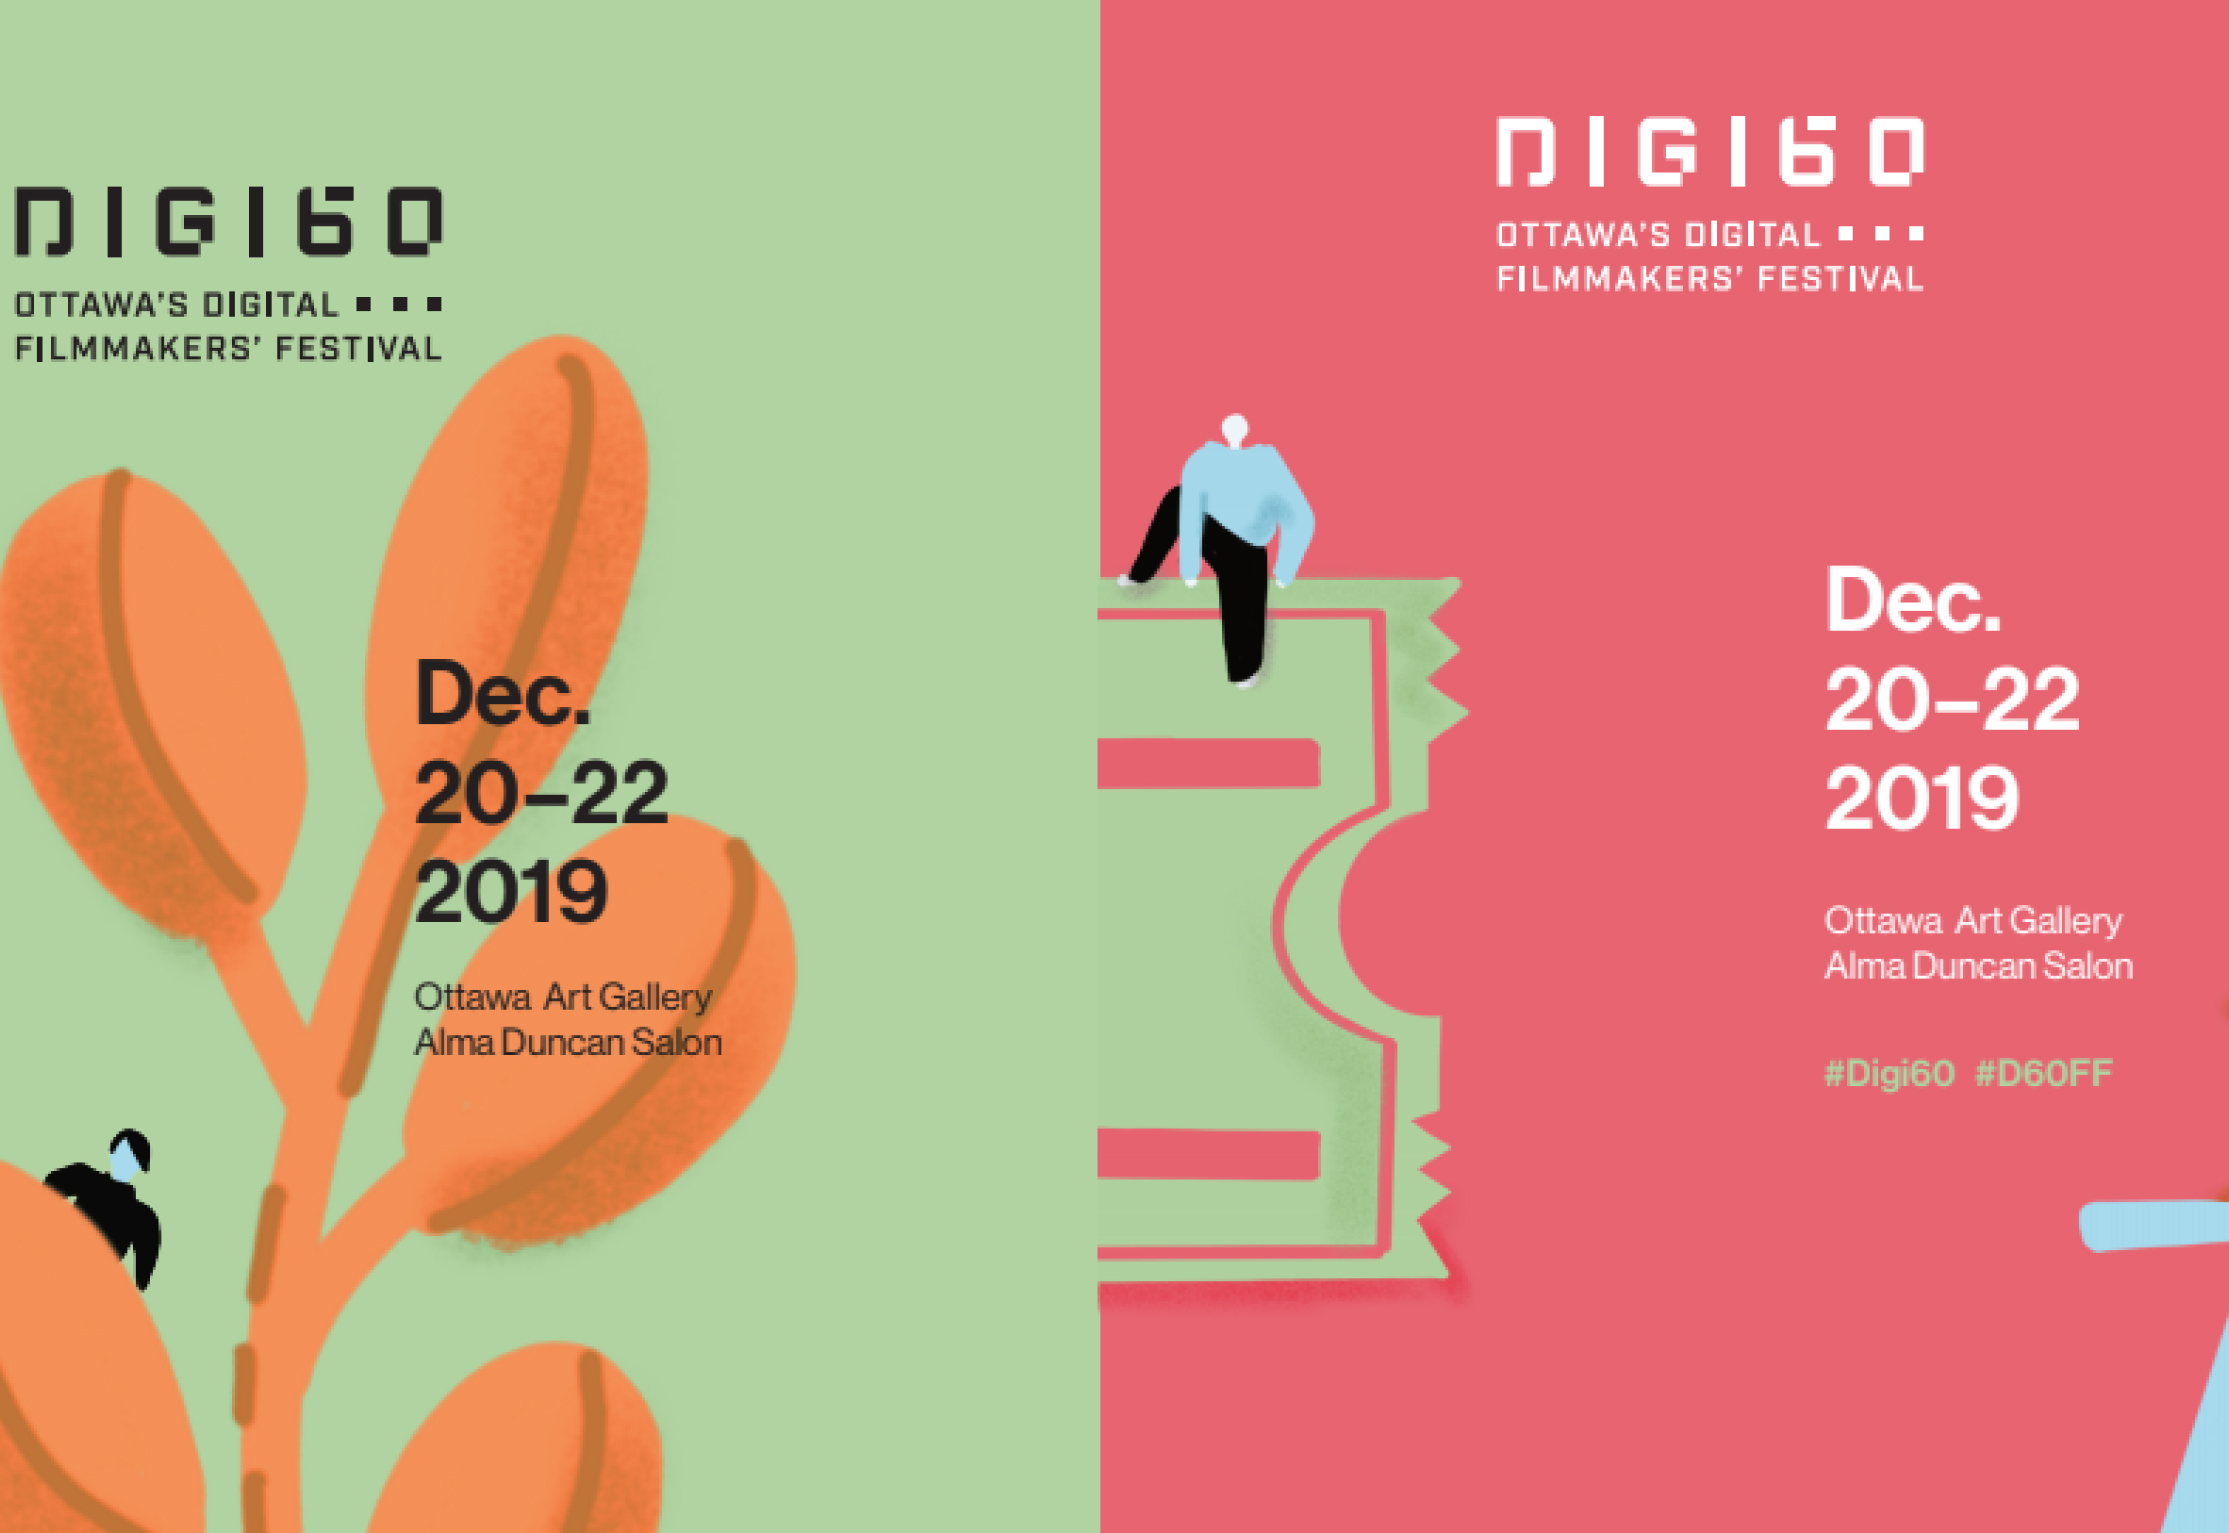 DIGI60
OTTAWA'S DIGITAL
FILMMAKERS' FESTIVAL
Dec.
20–22
2019
Ottawa Art Gallery
Alma Duncan Salon
DIGI60
OTTAWA'S DIGITAL
FILMMAKERS' FESTIVAL
Dec.
20–22
2019
Ottawa Art Gallery
Alma Duncan Salon
#Digi60 #D60FF